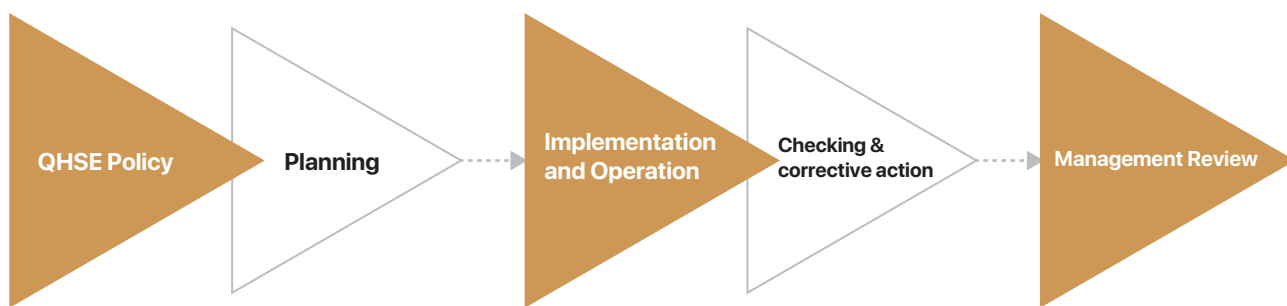 QHSE Policy
Planning
Implementation
and Operation
Checking &
corrective action
Management Review